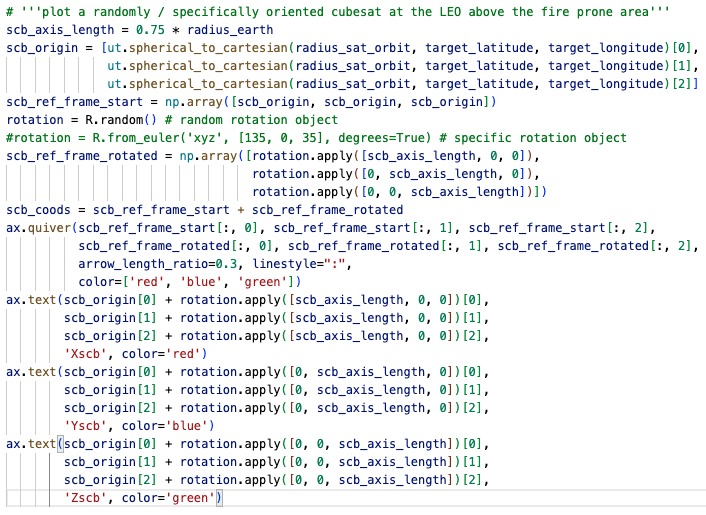 # '''plot a randomly / specifically oriented cubesat at the LEO above the fire prone area'''
scb_axis_length = 0.75 * radius_earth
scb_origin = [ut.spherical_to_cartesian(radius_sat_orbit, target_latitude, target_longitude)[0],
ut.spherical_to_cartesian(radius_sat_orbit, target_latitude, target_longitude)[1],
ut.spherical_to_cartesian(radius_sat_orbit, target_latitude, target_longitude)[2]]
scb_ref_frame_start = np.array([scb_origin, scb_origin, scb_origin])
rotation = R.random() # random rotation object
#rotation = R.from_euler('xyz', [135, 0, 35], degrees=True) # specific rotation object
scb_ref_frame_rotated = np.array([rotation.apply([scb_axis_length, 0, 0]),
rotation.apply([0, scb_axis_length, 0]),
rotation.apply([0, 0, scb_axis_length])])
scb_coods = scb_ref_frame_start + scb_ref_frame_rotated
ax.quiver(scb_ref_frame_start[:, 0], scb_ref_frame_start[:, 1], scb_ref_frame_start[:, 2],
scb_ref_frame_rotated[:, 0], scb_ref_frame_rotated[:, 1], scb_ref_frame_rotated[:, 2],
arrow_length_ratio=0.3, linestyle=":",
color=['red', 'blue', 'green'])
ax.text(scb_origin[0] + rotation.apply([scb_axis_length, 0, 0])[0],
scb_origin[1] + rotation.apply([scb_axis_length, 0, 0])[1],
scb_origin[2] + rotation.apply([scb_axis_length, 0, 0])[2],
'Xscb', color='red')
ax.text(scb_origin[0] + rotation.apply([0, scb_axis_length, 0])[0],
scb_origin[1] + rotation.apply([0, scb_axis_length, 0])[1],
scb_origin[2] + rotation.apply([0, scb_axis_length, 0])[2],
'Yscb', color='blue')
ax.text(scb_origin[0] + rotation.apply([0, 0, scb_axis_length])[0],
scb_origin[1] + rotation.apply([0, 0, scb_axis_length])[1],
scb_origin[2] + rotation.apply([0, 0, scb_axis_length])[2],
'Zscb', color='green')